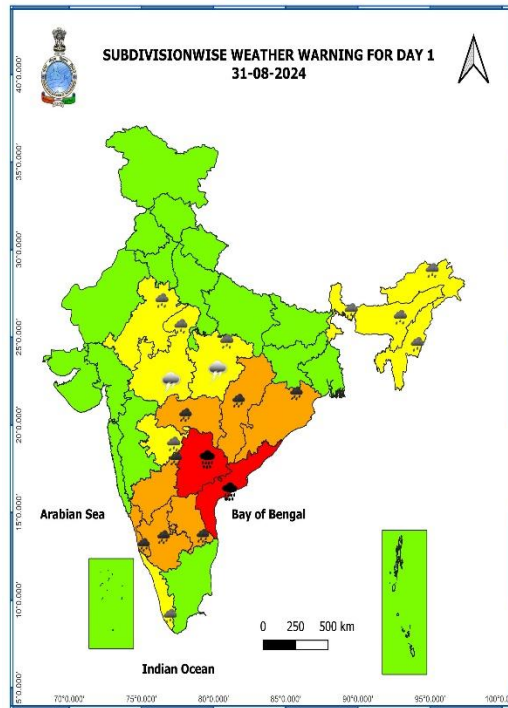 SUBDIVISIONWISE WEATHER WARNING FOR DAY 1
31-08-2024
40°0.000'
35°0.000'
30°0.000'
25°0.000'
20°0.000'
15°0.000'
10°0.000'
5°0.000'
Arabian Sea
Bay of Bengal
0 250 500 km
Indian Ocean
70°0.000' 75°0.000' 80°0.000' 85°0.000' 90°0.000' 95°0.000' 100°0.0